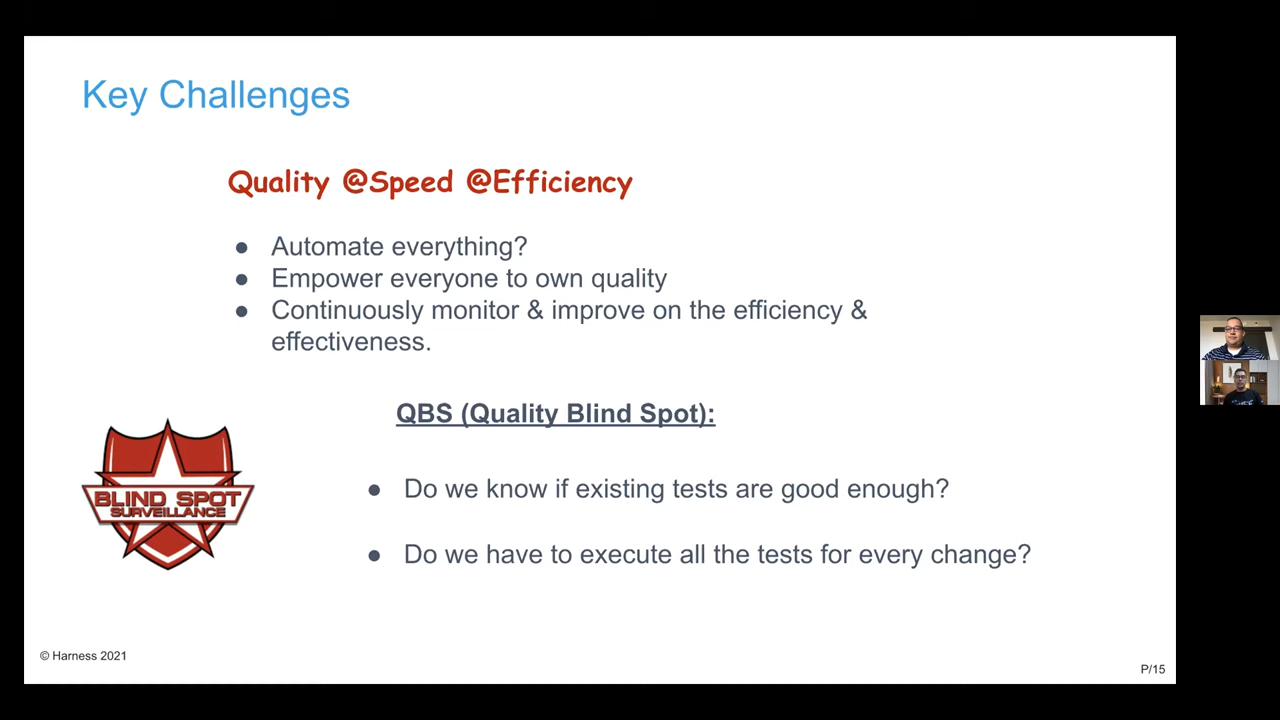 Key Challenges
Quality @Speed @Efficiency
● Automate everything?
● Empower everyone to own quality
● Continuously monitor & improve on the efficiency &
effectiveness.
QBS (Quality Blind Spot):
BLIND SPOT
SURVEILLANCE
● Do we know if existing tests are good enough?
● Do we have to execute all the tests for every change?
© Harness 2021
P/15